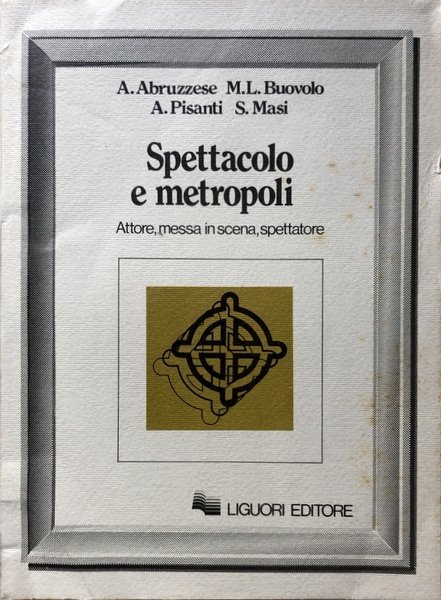 A. Abruzzese M.L. Buovolo
A. Pisanti S. Masi
Spettacolo
e metropoli
Attore, messa in scena, spettatore
LIGUORI EDITORE